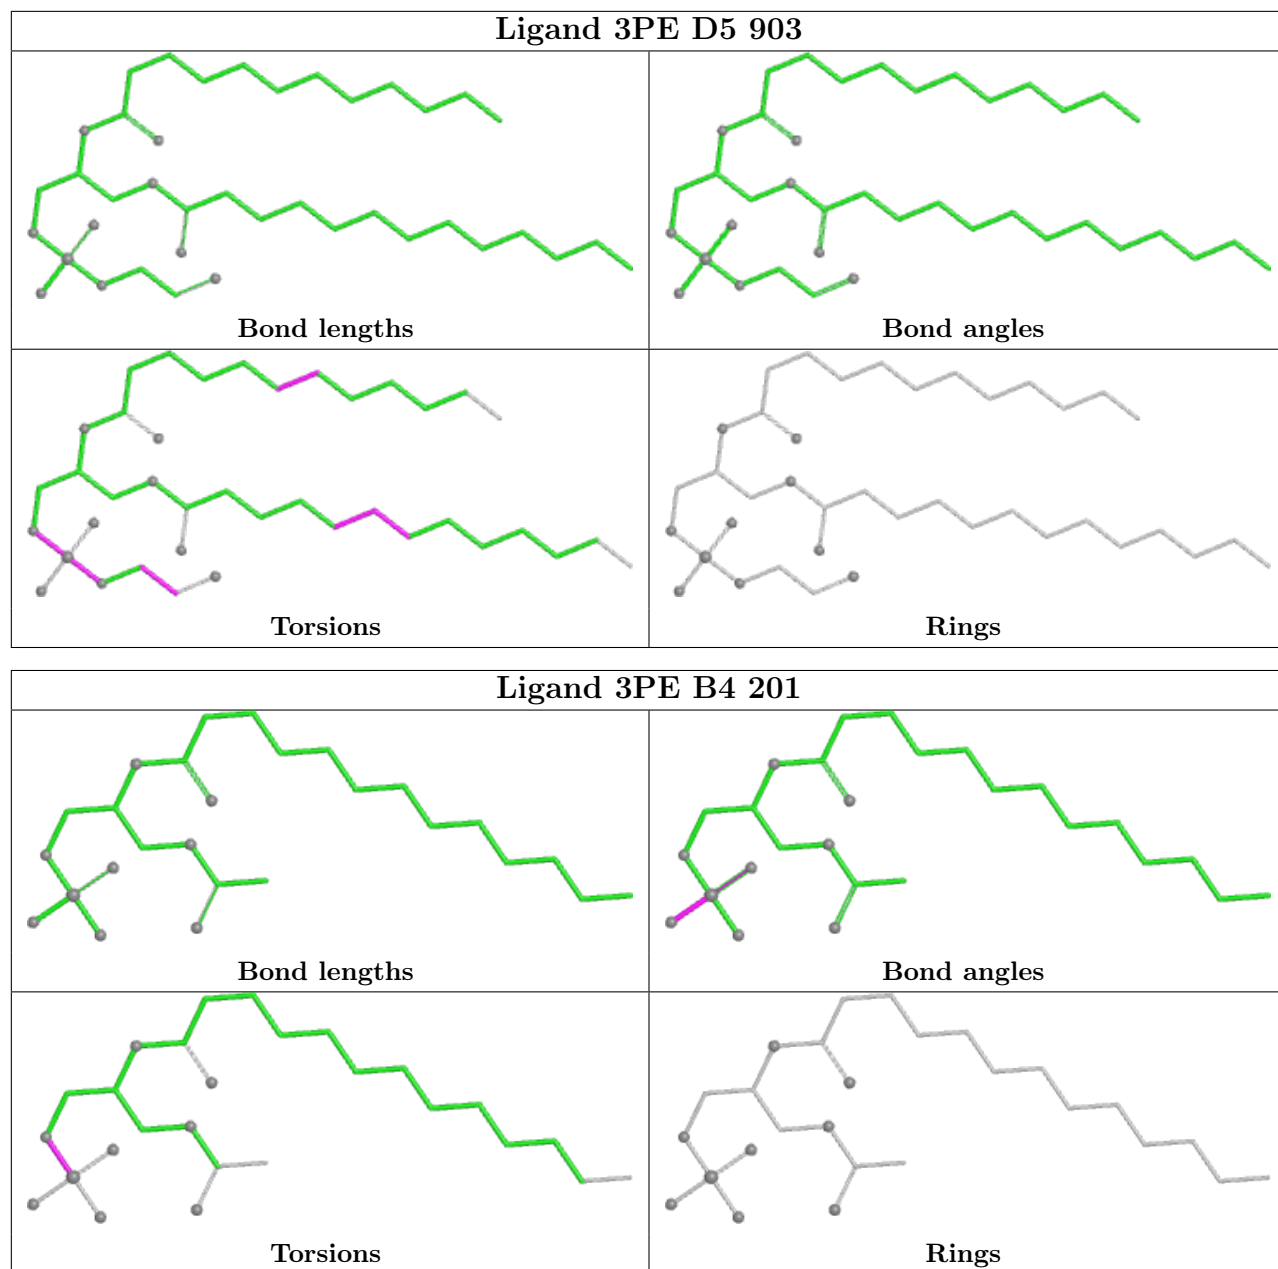 Ligand 3PE D5 903
Bond lengths
Bond angles
Torsions
Rings
Ligand 3PE B4 201
Bond lengths
Bond angles
Torsions
Rings